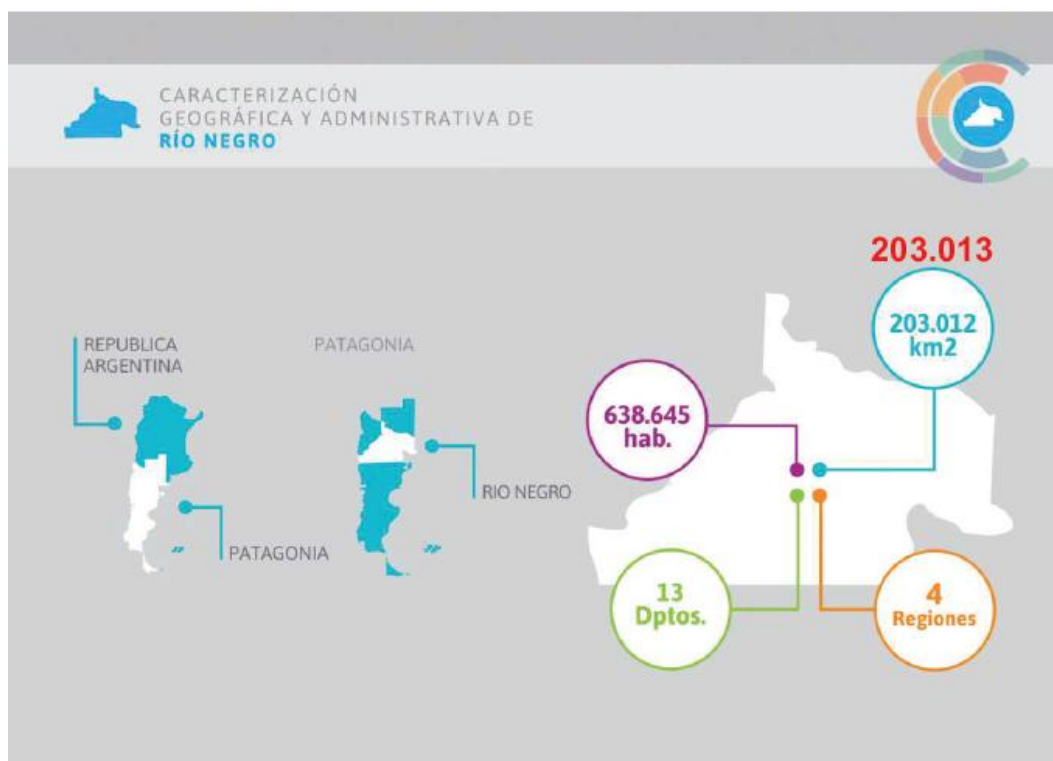 CARACTERIZACIÓN
GEOGRÁFICA Y ADMINISTRATIVA DE
RÍO NEGRO
REPUBLICA
ARGENTINA
PATAGONIA
PATAGONIA
RIO NEGRO
203.013
203.012
km2
638.645
hab.
13
Dptos.
4
Regiones